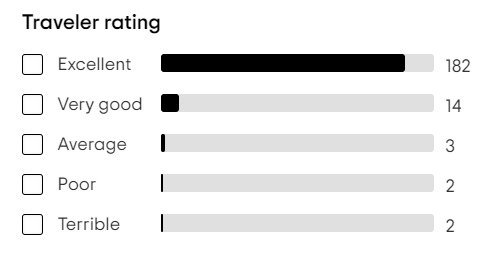 Traveler rating
Excellent 182
Very good 14
Average 3
Poor 2
Terrible 2